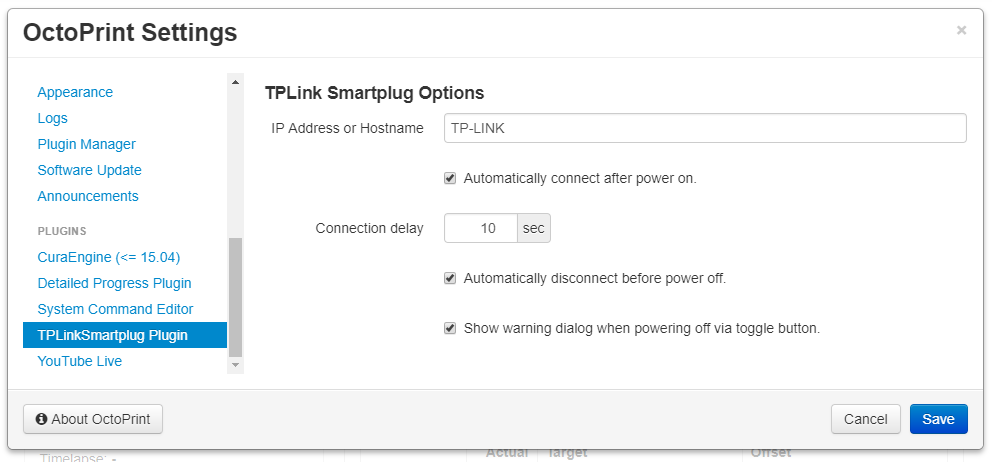 OctoPrint Settings
×
Appearance
Logs
Plugin Manager
Software Update
Announcements
PLUGINS
CuraEngine (<= 15.04)
Detailed Progress Plugin
System Command Editor
TPLinkSmartplug Plugin
YouTube Live
TPLink Smartplug Options
IP Address or Hostname TP-LINK
Automatically connect after power on.
Connection delay 10 sec
Automatically disconnect before power off.
Show warning dialog when powering off via toggle button.
About OctoPrint
Cancel Save
Timelapse: -
Actual Target Offset